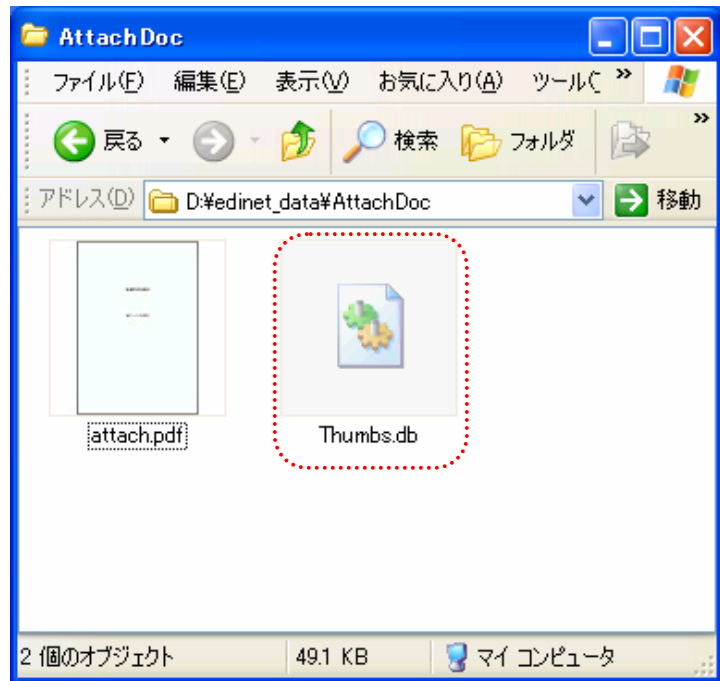 AttachDoc
ファイル(F) 編集(E) 表示(V) お気に入り(A) ツール( »
戻る 検索 フォルダ »
アドレス(D) D:¥edinet_data¥AttachDoc 移動
attach.pdf Thumbs.db
2 個のオブジェクト 49.1 KB マイ コンピュータ